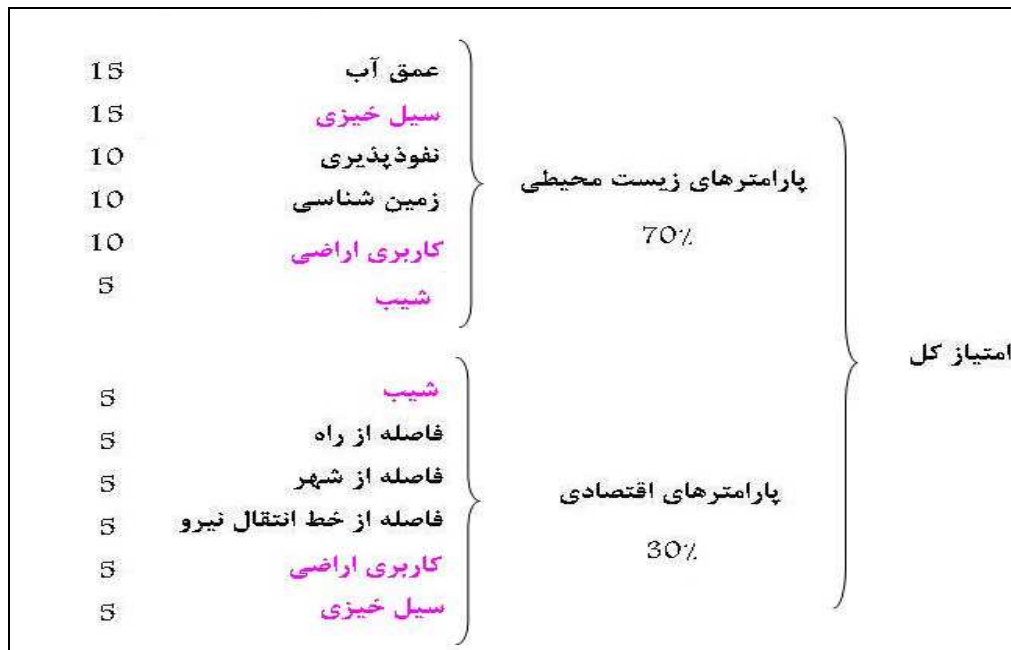 امتیاز کل
پارامترهای زیست محیطی
70%
عمق آب 15
سیل خیزی 15
نفوذپذیری 10
زمین شناسی 10
کاربری اراضی 10
شیب 5
پارامترهای اقتصادی
30%
شیب 5
فاصله از راه 5
فاصله از شهر 5
فاصله از خط انتقال نیرو 5
کاربری اراضی 5
سیل خیزی 5